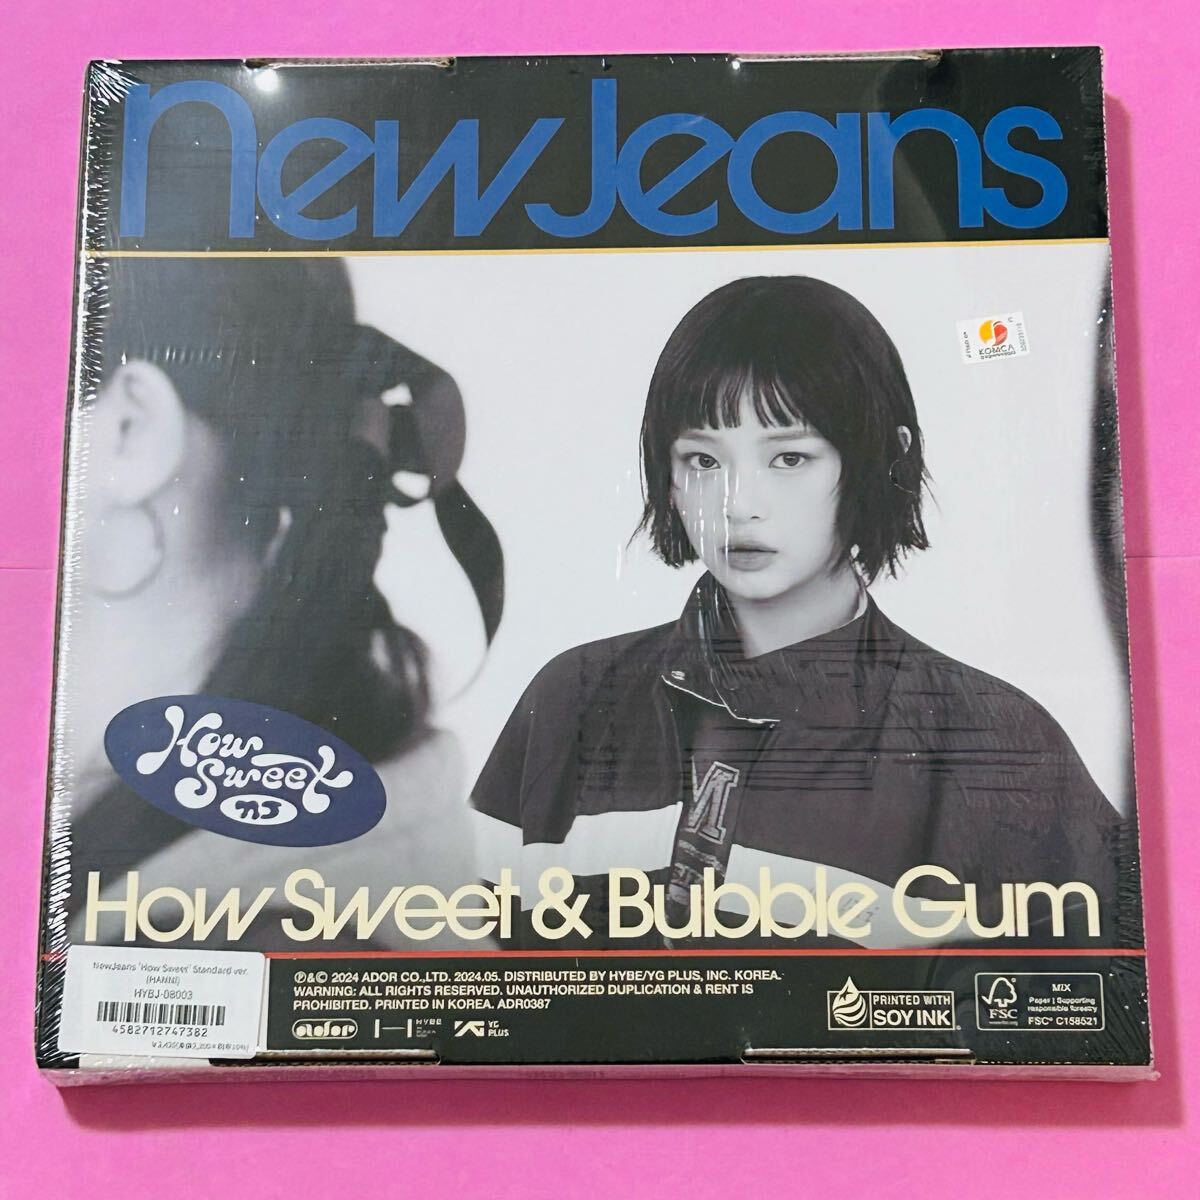 NewJeans
KOMCA
How Sweet
nJ
How Sweet & Bubble Gum
NewJeans 'How Sweet' Standard ver.
(HANNI)
HYBJ-08003
4582712747382
℗&© 2024 ADOR CO.,LTD. 2024.05. DISTRIBUTED BY HYBE/YG PLUS, INC. KOREA.
WARNING: ALL RIGHTS RESERVED. UNAUTHORIZED DUPLICATION & RENT IS
PROHIBITED. PRINTED IN KOREA. ADR0387
ador
HYBE
YG
PLUS
PRINTED WITH
SOY INK
FSC
MIX
Paper | Supporting
responsible forestry
FSC® C158521